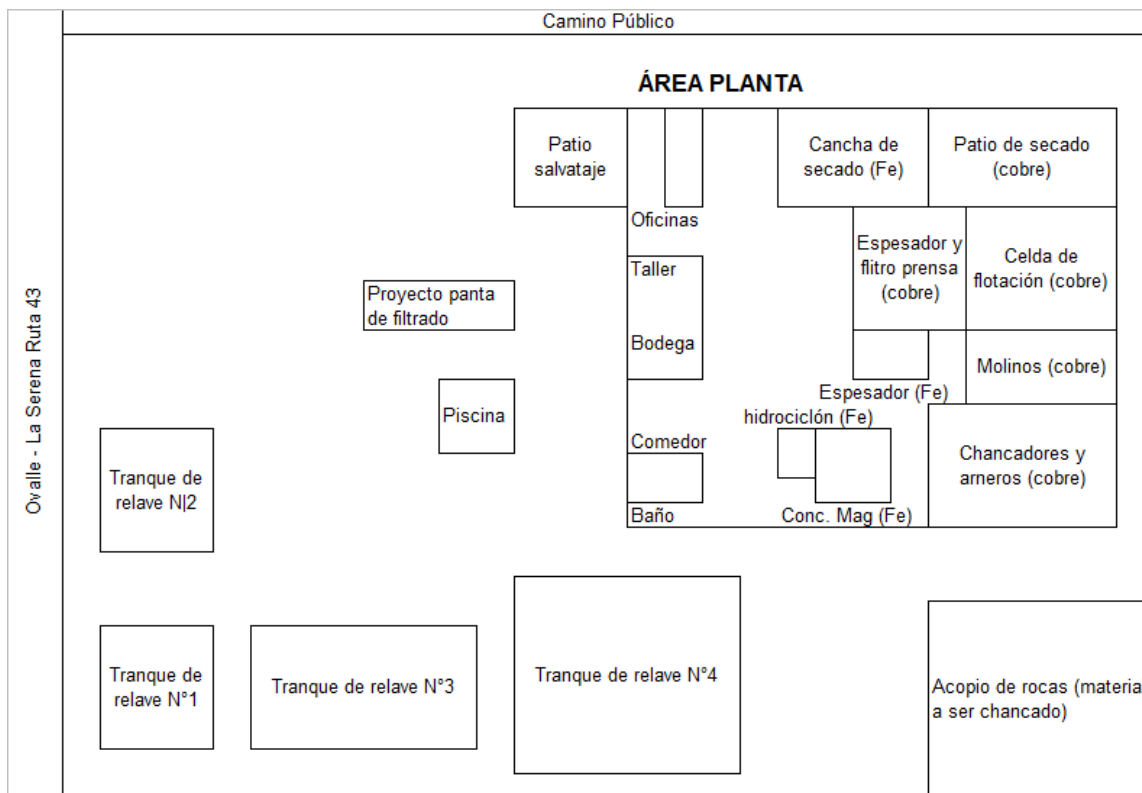 Camino Público
ÁREA PLANTA
Ovalle - La Serena Ruta 43
Patio
salvataje
Cancha de
secado (Fe)
Patio de secado
(cobre)
Oficinas
Taller
Bodega
Espesador y
flitro prensa
(cobre)
Celda de
flotación (cobre)
Proyecto panta
de filtrado
Molinos (cobre)
Espesador (Fe)
Piscina
hidrociclón (Fe)
Comedor
Chancadores y
arneros (cobre)
Tranque de
relave N|2
Baño
Conc. Mag (Fe)
Tranque de
relave N°1
Tranque de relave N°3
Tranque de relave N°4
Acopio de rocas (materia
a ser chancado)